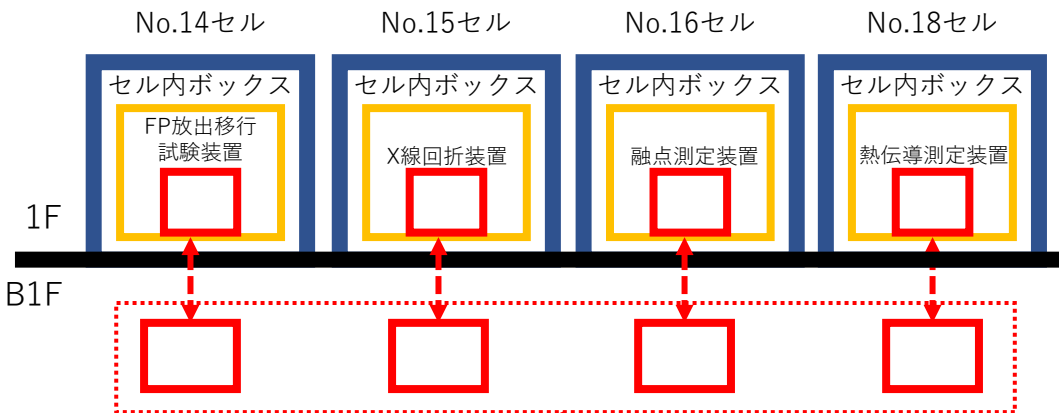 No.14セル
No.15セル
No.16セル
No.18セル
セル内ボックス
セル内ボックス
セル内ボックス
セル内ボックス
FP放出移行
試験装置
X線回折装置
融点測定装置
熱伝導測定装置
1F
B1F